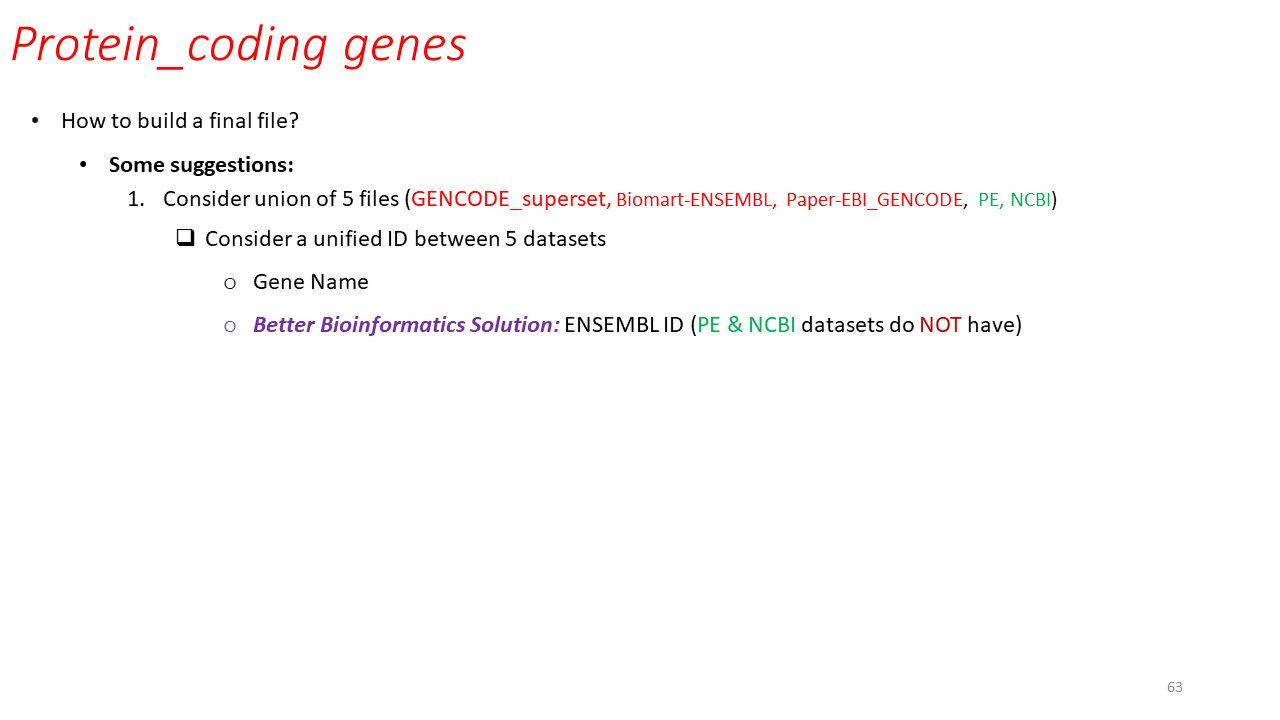 Protein_coding genes
• How to build a final file?
• Some suggestions:
1. Consider union of 5 files (GENCODE_superset, Biomart-ENSEMBL, Paper-EBI_GENCODE, PE, NCBI)
❑ Consider a unified ID between 5 datasets
o Gene Name
o Better Bioinformatics Solution: ENSEMBL ID (PE & NCBI datasets do NOT have)
63